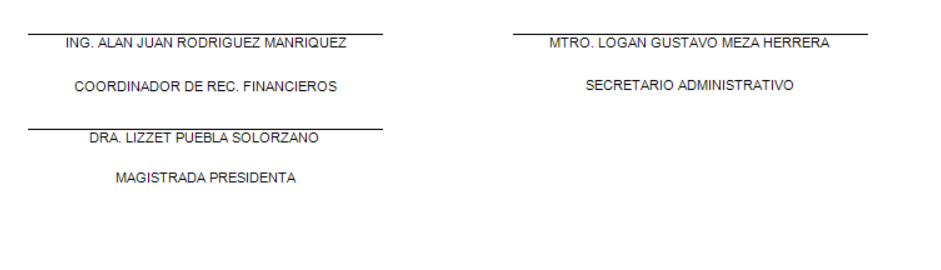 ING. ALAN JUAN RODRIGUEZ MANRIQUEZ
COORDINADOR DE REC. FINANCIEROS
MTRO. LOGAN GUSTAVO MEZA HERRERA
SECRETARIO ADMINISTRATIVO
DRA. LIZZET PUEBLA SOLORZANO
MAGISTRADA PRESIDENTA